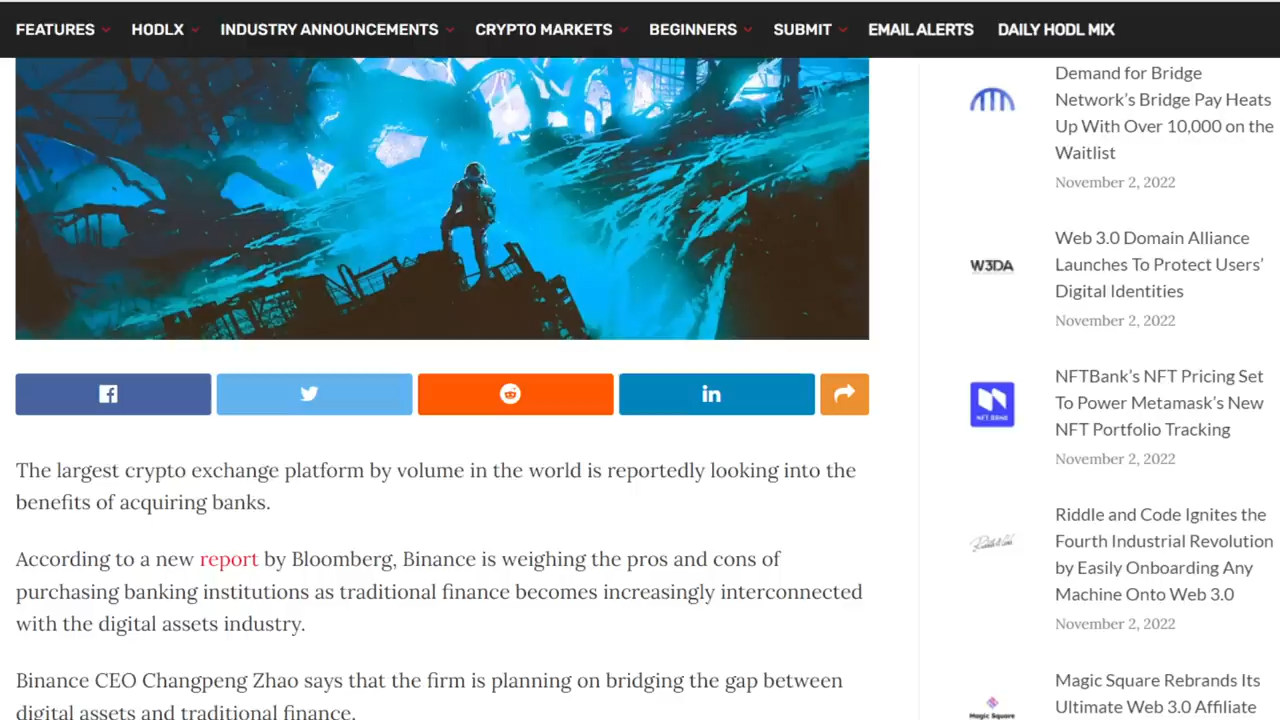 FEATURES HODLX INDUSTRY ANNOUNCEMENTS CRYPTO MARKETS BEGINNERS SUBMIT EMAIL ALERTS DAILY HODL MIX
The largest crypto exchange platform by volume in the world is reportedly looking into the
benefits of acquiring banks.
According to a new report by Bloomberg, Binance is weighing the pros and cons of
purchasing banking institutions as traditional finance becomes increasingly interconnected
with the digital assets industry.
Binance CEO Changpeng Zhao says that the firm is planning on bridging the gap between
digital assets and traditional finance.
Demand for Bridge
Network’s Bridge Pay Heats
Up With Over 10,000 on the
Waitlist
November 2, 2022
W3DA
Web 3.0 Domain Alliance
Launches To Protect Users’
Digital Identities
November 2, 2022
NFT BANK
NFTBank’s NFT Pricing Set
To Power Metamask’s New
NFT Portfolio Tracking
November 2, 2022
Riddle and Code Ignites the
Fourth Industrial Revolution
by Easily Onboarding Any
Machine Onto Web 3.0
November 2, 2022
Magic Square
Magic Square Rebrands Its
Ultimate Web 3.0 Affiliate